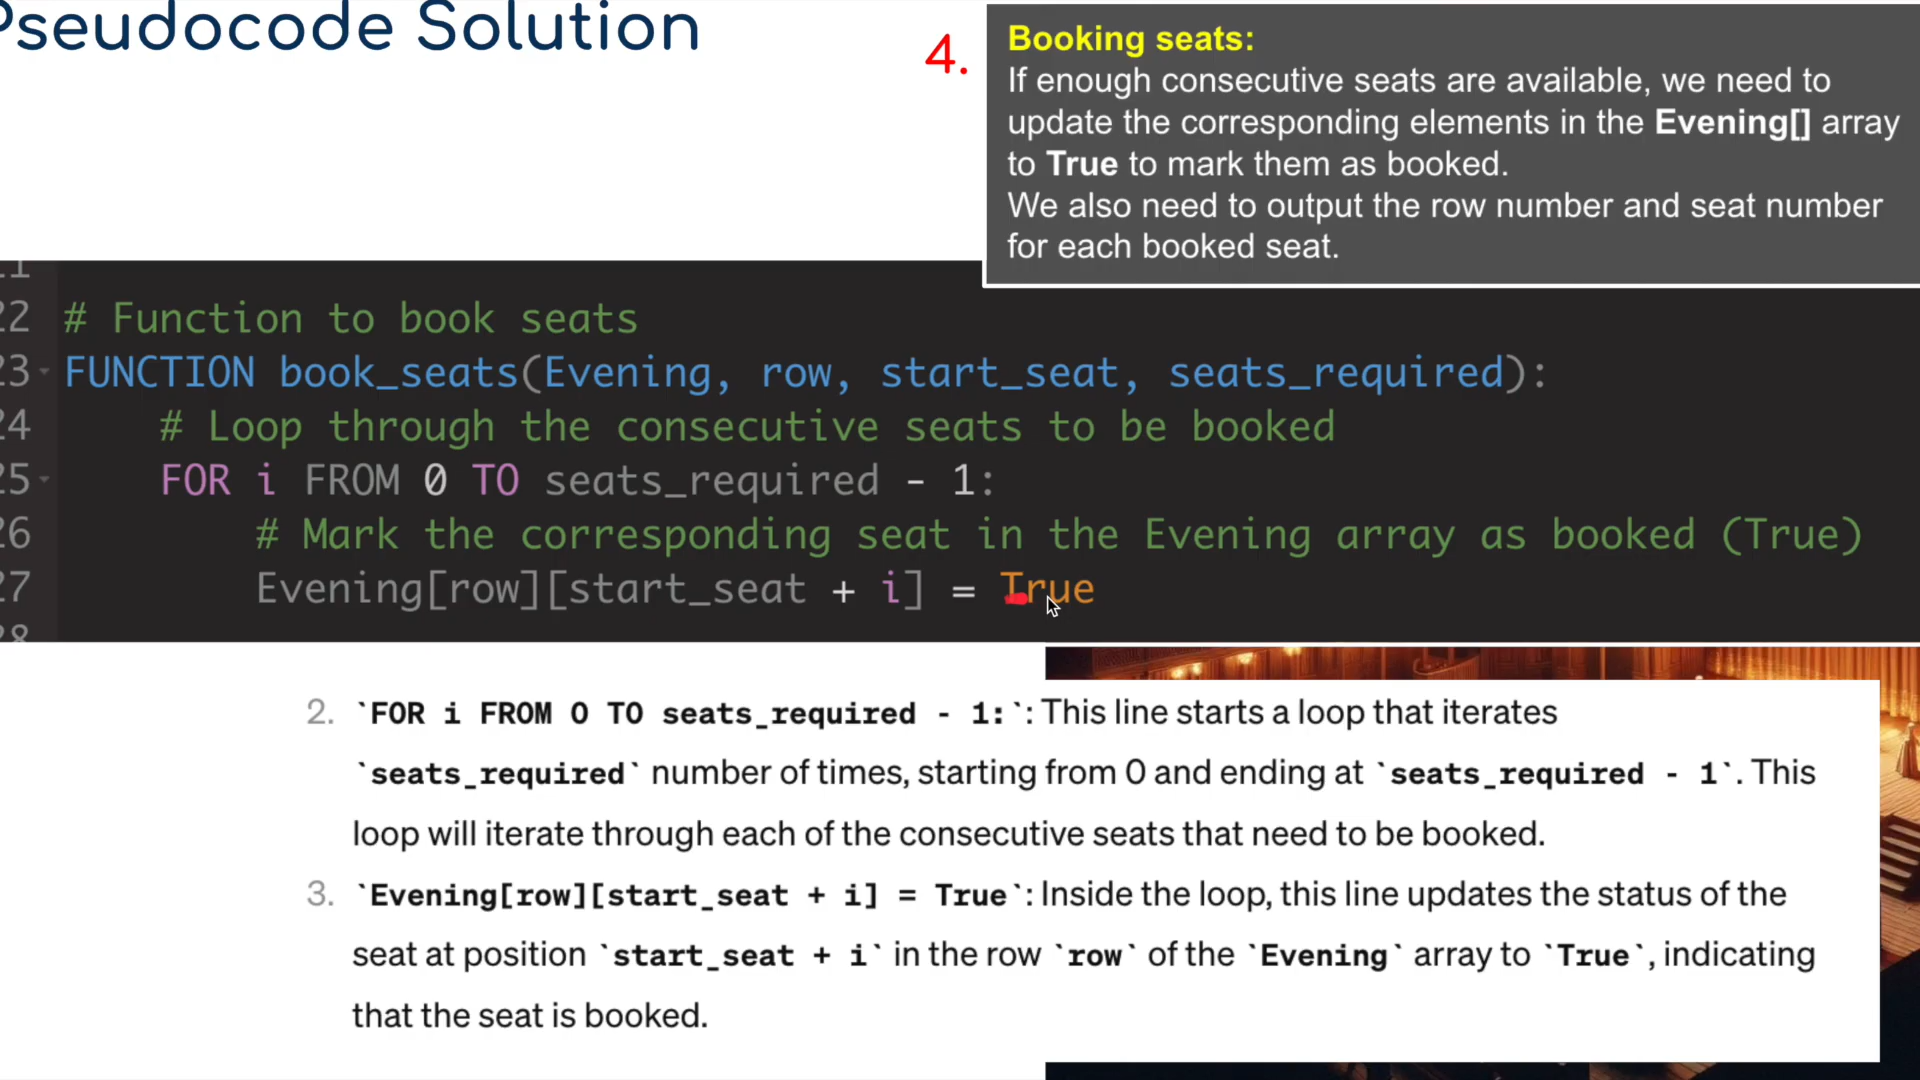 Pseudocode Solution
4.
Booking seats:
If enough consecutive seats are available, we need to
update the corresponding elements in the Evening[] array
to True to mark them as booked.
We also need to output the row number and seat number
for each booked seat.
21
22 # Function to book seats
23 FUNCTION book_seats(Evening, row, start_seat, seats_required):
24 # Loop through the consecutive seats to be booked
25 FOR i FROM 0 TO seats_required - 1:
26 # Mark the corresponding seat in the Evening array as booked (True)
27 Evening[row][start_seat + i] = True
28
2. `FOR i FROM 0 TO seats_required - 1:`: This line starts a loop that iterates
`seats_required` number of times, starting from 0 and ending at `seats_required - 1`. This
loop will iterate through each of the consecutive seats that need to be booked.
3. `Evening[row][start_seat + i] = True`: Inside the loop, this line updates the status of the
seat at position `start_seat + i` in the row `row` of the `Evening` array to `True`, indicating
that the seat is booked.